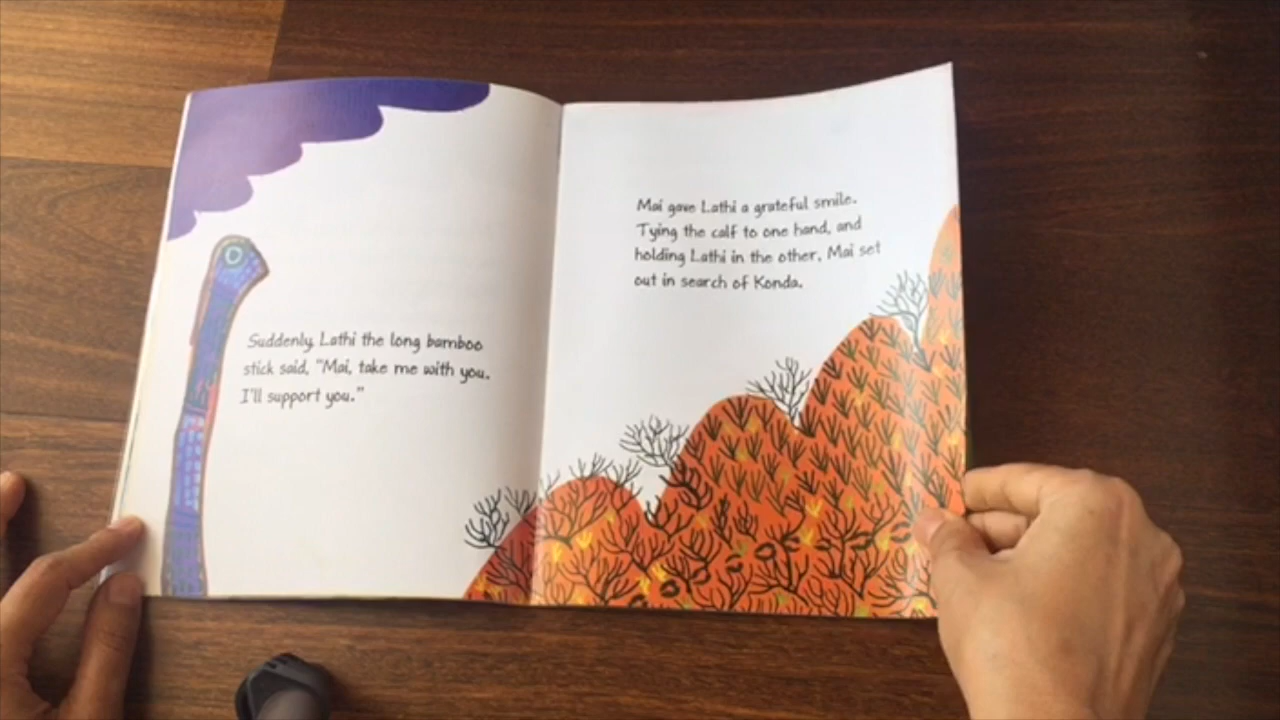 Suddenly, Lathi the long bamboo
stick said, "Mai, take me with you.
I'll support you."
Mai gave Lathi a grateful smile.
Tying the calf to one hand, and
holding Lathi in the other, Mai set
out in search of Konda.